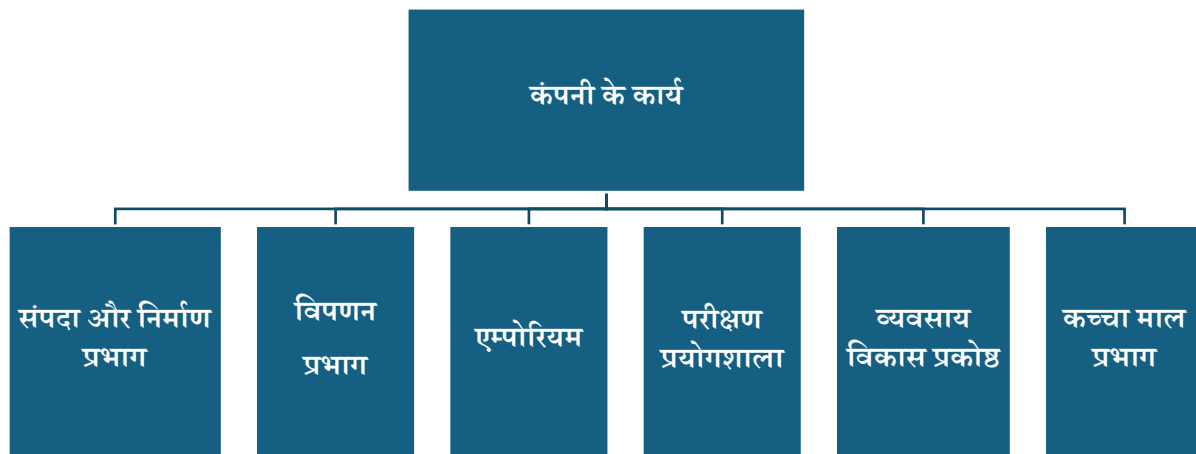 कंपनी के कार्य
संपदा और निर्माण
प्रभाग
विपणन
प्रभाग
एम्पोरियम
परीक्षण
प्रयोगशाला
व्यवसाय
विकास प्रकोष्ठ
कच्चा माल
प्रभाग